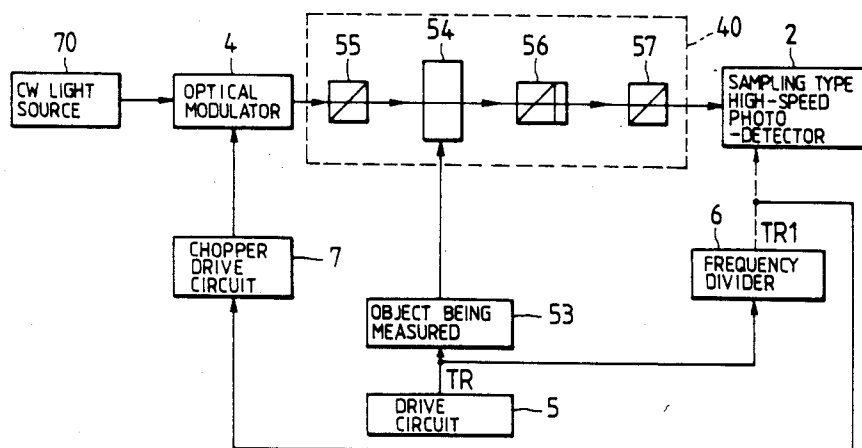 70
CW LIGHT
SOURCE
4
OPTICAL
MODULATOR
55
54
56
57
40
2
SAMPLING TYPE
HIGH-SPEED
PHOTO
-DETECTOR
CHOPPER
DRIVE
CIRCUIT
7
6
TR1
FREQUENCY
DIVIDER
OBJECT BEING
MEASURED
53
TR
DRIVE
CIRCUIT
5